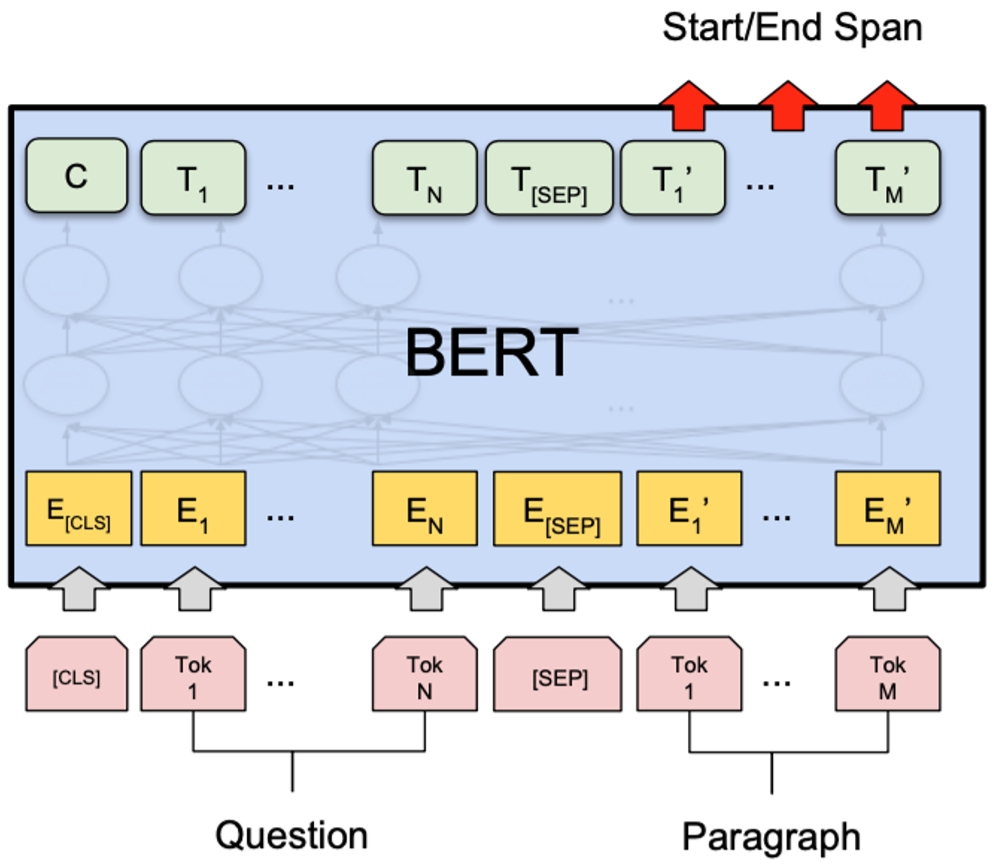 Start/End Span
C T1 ... TN T[SEP] T1’ ... TM’
...
BERT
...
E[CLS] E1 ... EN E[SEP] E1’ ... EM’
[CLS] Tok 1 ... Tok N [SEP] Tok 1 ... Tok M
Question Paragraph